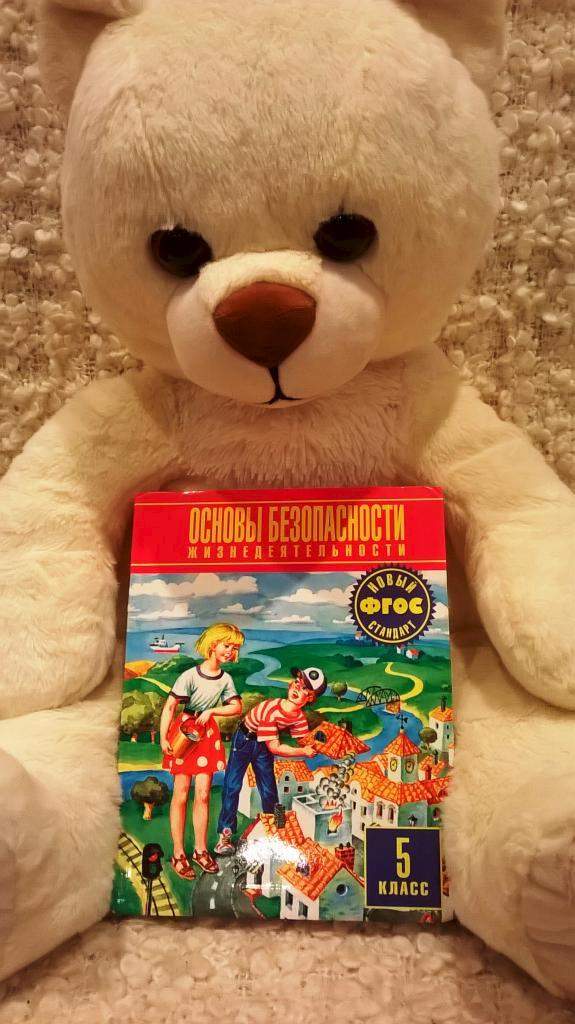 ОСНОВЫ БЕЗОПАСНОСТИ
ЖИЗНЕДЕЯТЕЛЬНОСТИ
НОВЫЙ
ФГОС
СТАНДАРТ
5
КЛАСС